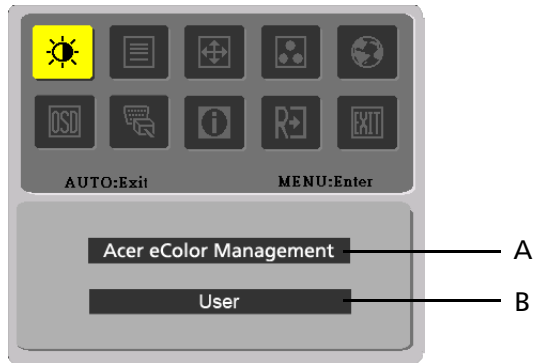 OSD
R
EXIT
AUTO:Exit MENU:Enter
Acer eColor Management A
User B